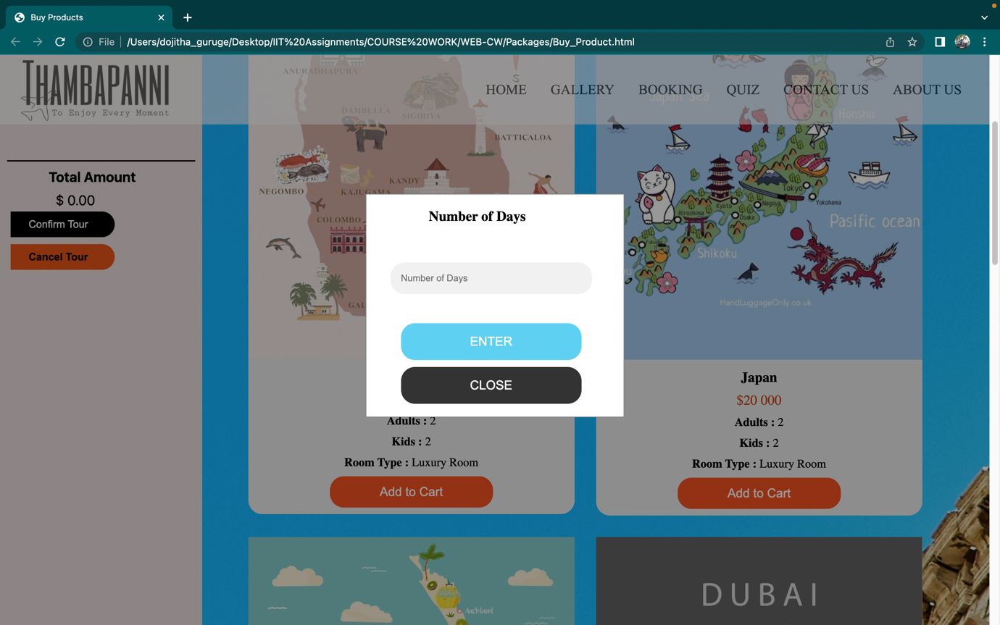 Buy Products
File
/Users/dojitha_guruge/Desktop/IIT%20Assignments/COURSE%20WORK/WEB-CW/Packages/Buy_Product.html
THAMBAPANNI
To Enjoy Every Moment
HOME GALLERY BOOKING QUIZ CONTACT US ABOUT US
Total Amount
$ 0.00
Confirm Tour
Cancel Tour
ANURADHAPURA
DAMBULLA
SIGIRIYA
BATTICALOA
KANDY
NEGOMBO
KAJUGAMA
COLOMBO
GAL
Japan Sea
Honshu
Tokyo
Yokohama
Kyoto
Nagoya
Hiroshima
Osaka
Pasific ocean
Shikoku
HandLuggageOnly.co.uk
Number of Days
Number of Days
ENTER
CLOSE
Adults : 2
Kids : 2
Room Type : Luxury Room
Add to Cart
Japan
$20 000
Adults : 2
Kids : 2
Room Type : Luxury Room
Add to Cart
Auckland
DUBAI